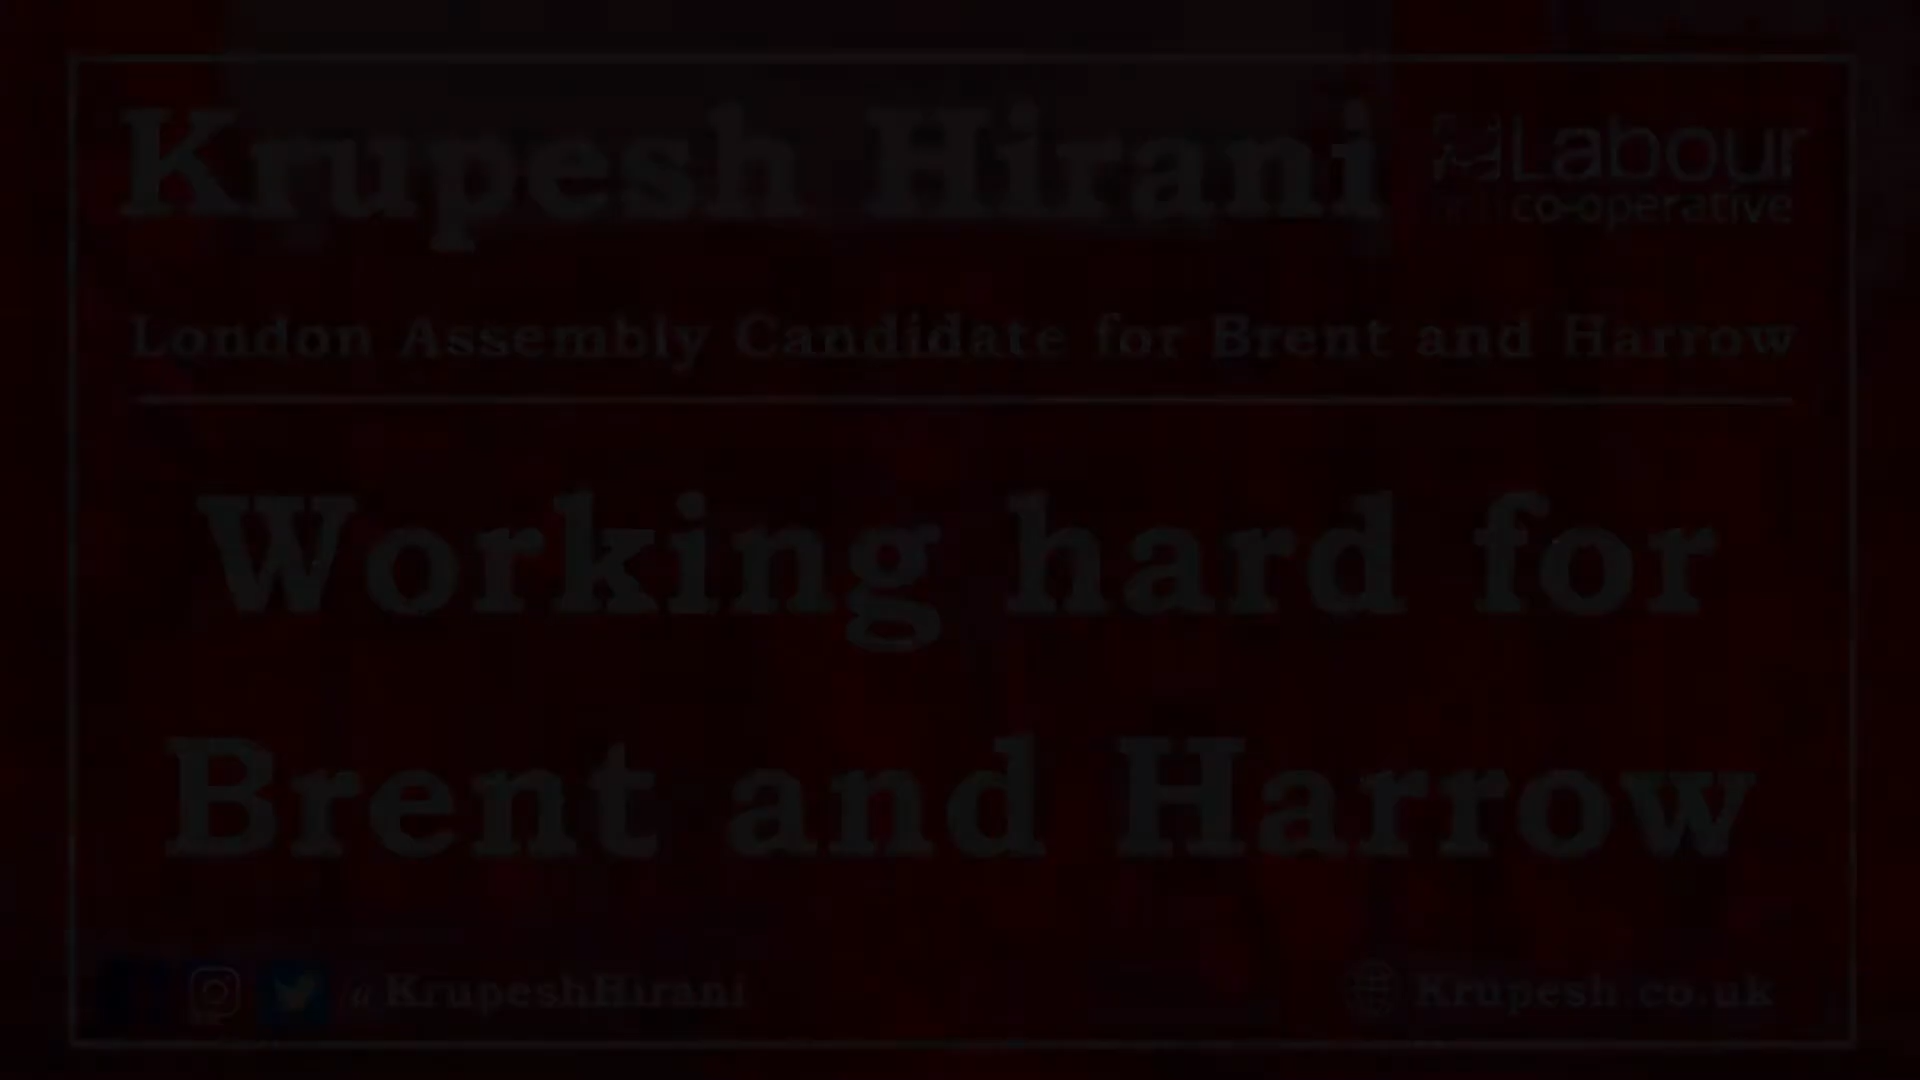 Krupesh Hirani
Labour
co-operative
London Assembly Candidate for Brent and Harrow
Working hard for
Brent and Harrow
@KrupeshHirani
Krupesh.co.uk